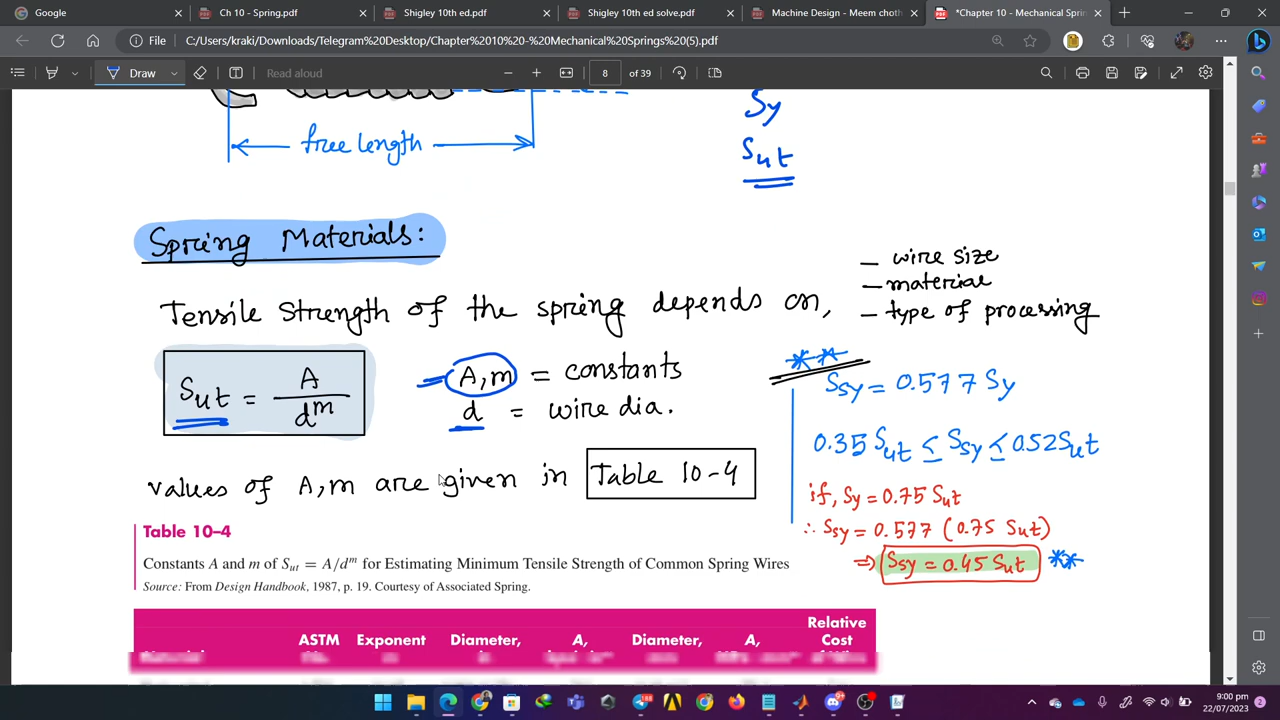 Google
Ch 10 - Spring.pdf
Shigley 10th ed.pdf
Shigley 10th ed solve.pdf
Machine Design - Meem choth
*Chapter 10 - Mechanical Sprin
File
C:/Users/kraki/Downloads/Telegram%20Desktop/Chapter%2010%20-%20Mechanical%20Springs%20(5).pdf
Draw
Read aloud
8 of 39
free length
Sy
Sut
Spring Materials:
Tensile Strength of the spring depends on,
— wire size
— material
— type of processing
Sut = A / d^m
A, m = constants
d = wire dia.
values of A, m are given in Table 10-4
**
Ssy = 0.577 Sy
0.35 Sut ≤ Ssy ≤ 0.52 Sut
if, Sy = 0.75 Sut
∴ Ssy = 0.577 (0.75 Sut)
⇒ Ssy = 0.45 Sut **
Table 10–4
Constants A and m of Sut = A/d^m for Estimating Minimum Tensile Strength of Common Spring Wires
Source: From Design Handbook, 1987, p. 19. Courtesy of Associated Spring.
Relative
ASTM Exponent Diameter, A, Diameter, A, Cost
9:00 pm
22/07/2023